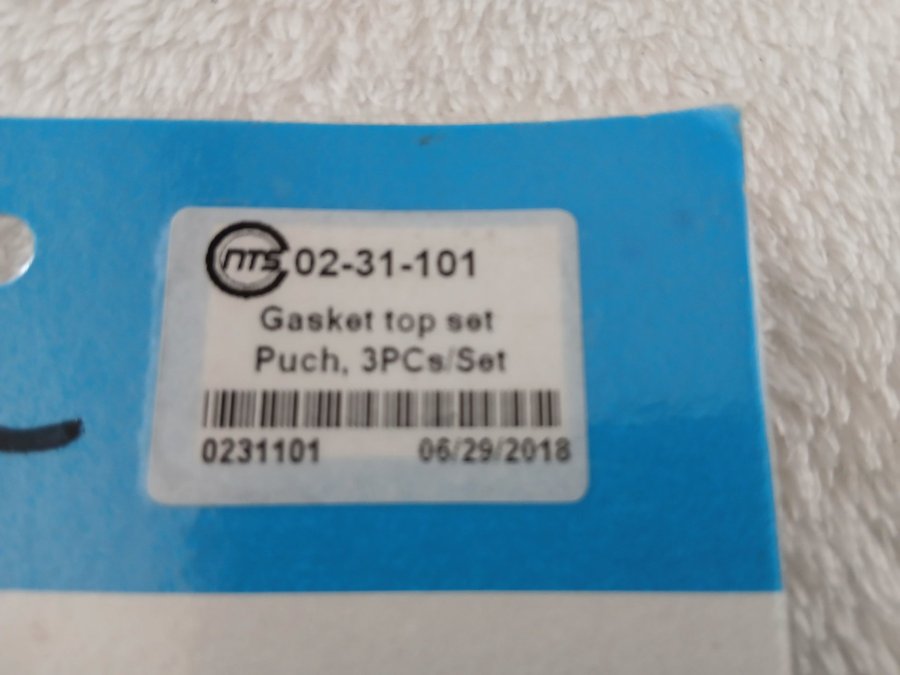 NTS 02-31-101
Gasket top set
Puch, 3PCs/Set
0231101 06/29/2018